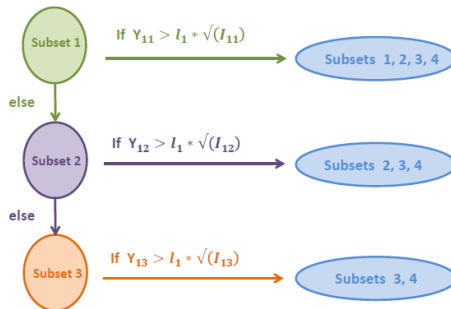 Subset 1
If Y₁₁ > l₁ * √(I₁₁)
Subsets 1, 2, 3, 4
else
Subset 2
If Y₁₂ > l₁ * √(I₁₂)
Subsets 2, 3, 4
else
Subset 3
If Y₁₃ > l₁ * √(I₁₃)
Subsets 3, 4